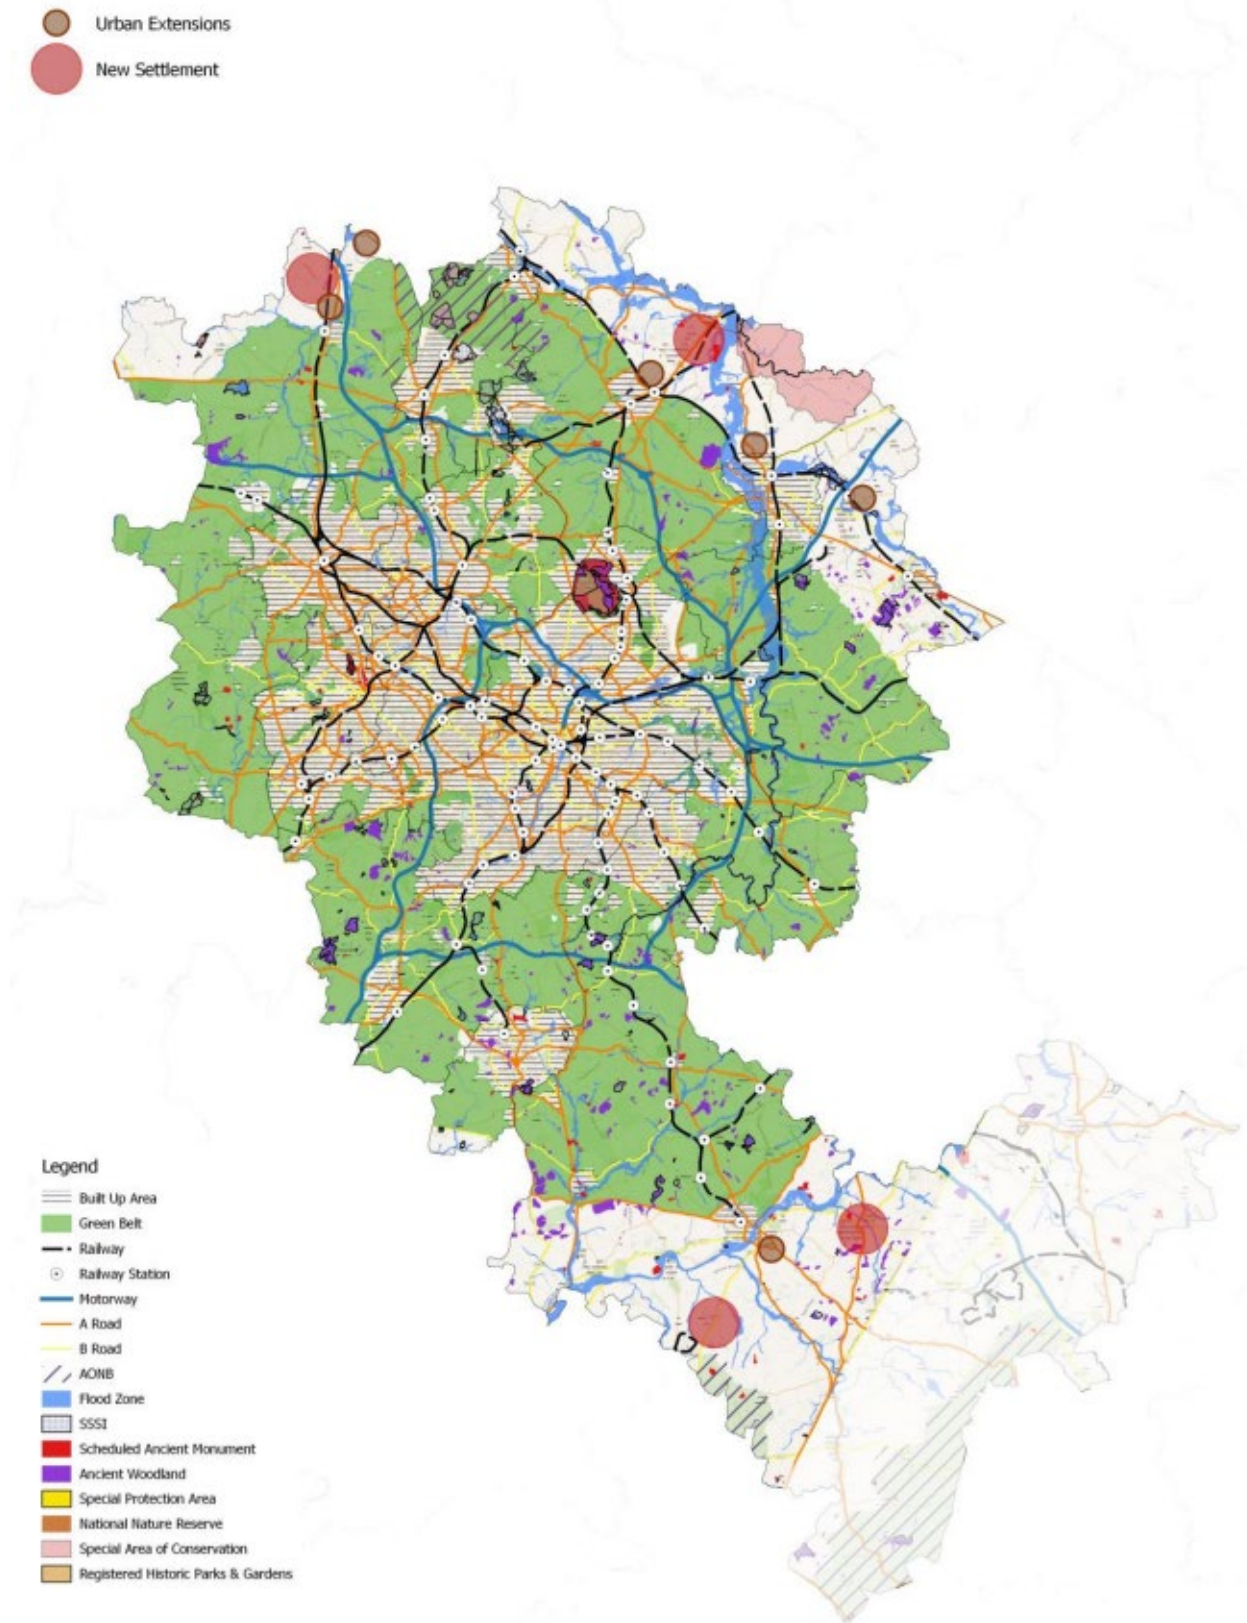 Urban Extensions
New Settlement
Legend
Built Up Area
Green Belt
Railway
Railway Station
Motorway
A Road
B Road
AONB
Flood Zone
SSSI
Scheduled Ancient Monument
Ancient Woodland
Special Protection Area
National Nature Reserve
Special Area of Conservation
Registered Historic Parks & Gardens